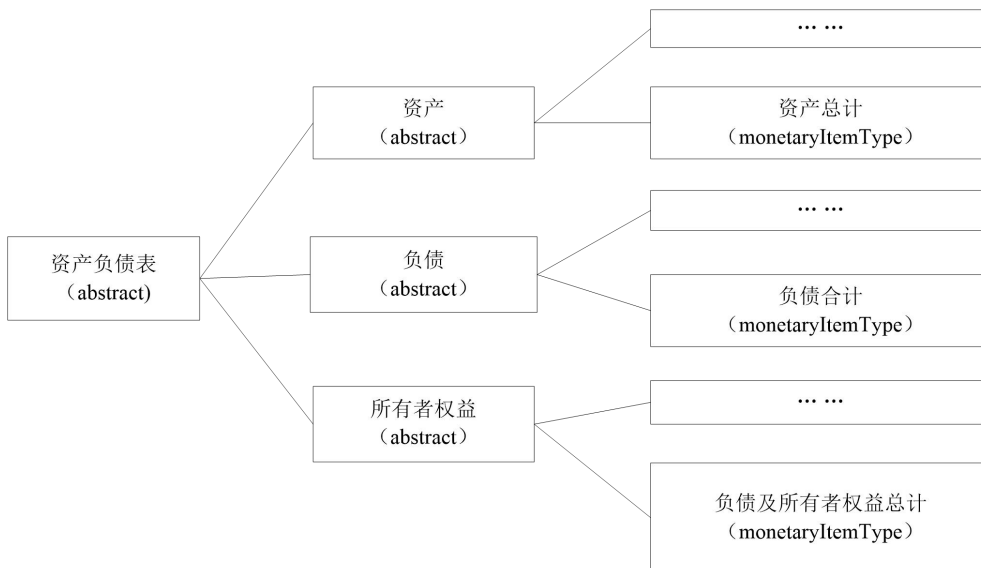 资产负债表
（abstract)
资产
（abstract）
负债
（abstract）
所有者权益
（abstract）
... ...
资产总计
（monetaryItemType）
... ...
负债合计
（monetaryItemType）
... ...
负债及所有者权益总计
（monetaryItemType）